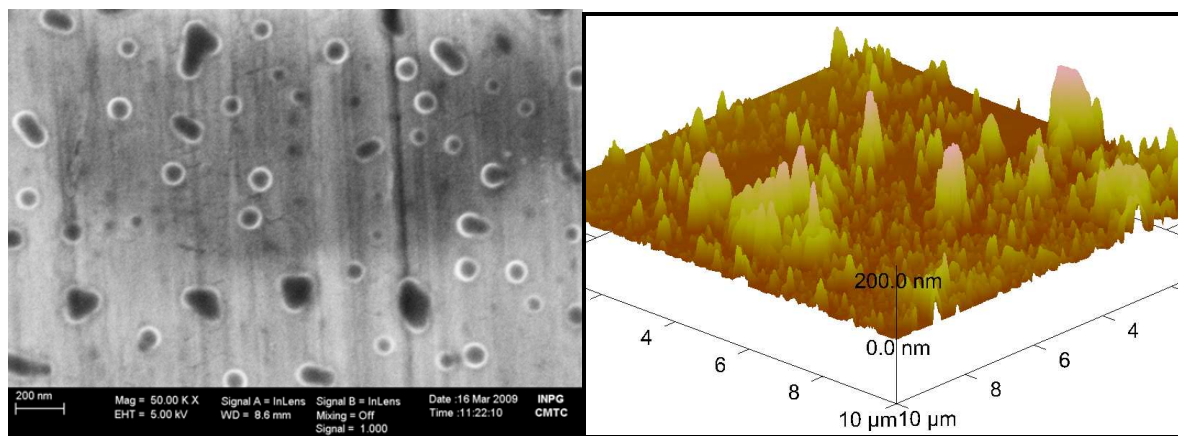 200 nm
Mag = 50.00 K X
EHT = 5.00 kV
Signal A = InLens
WD = 8.6 mm
Signal B = InLens
Mixing = Off
Signal = 1.000
Date :16 Mar 2009
Time :11:22:10
INPG
CMTC
200.0 nm
0.0 nm
4
6
8
10 µm
10 µm
8
6
4